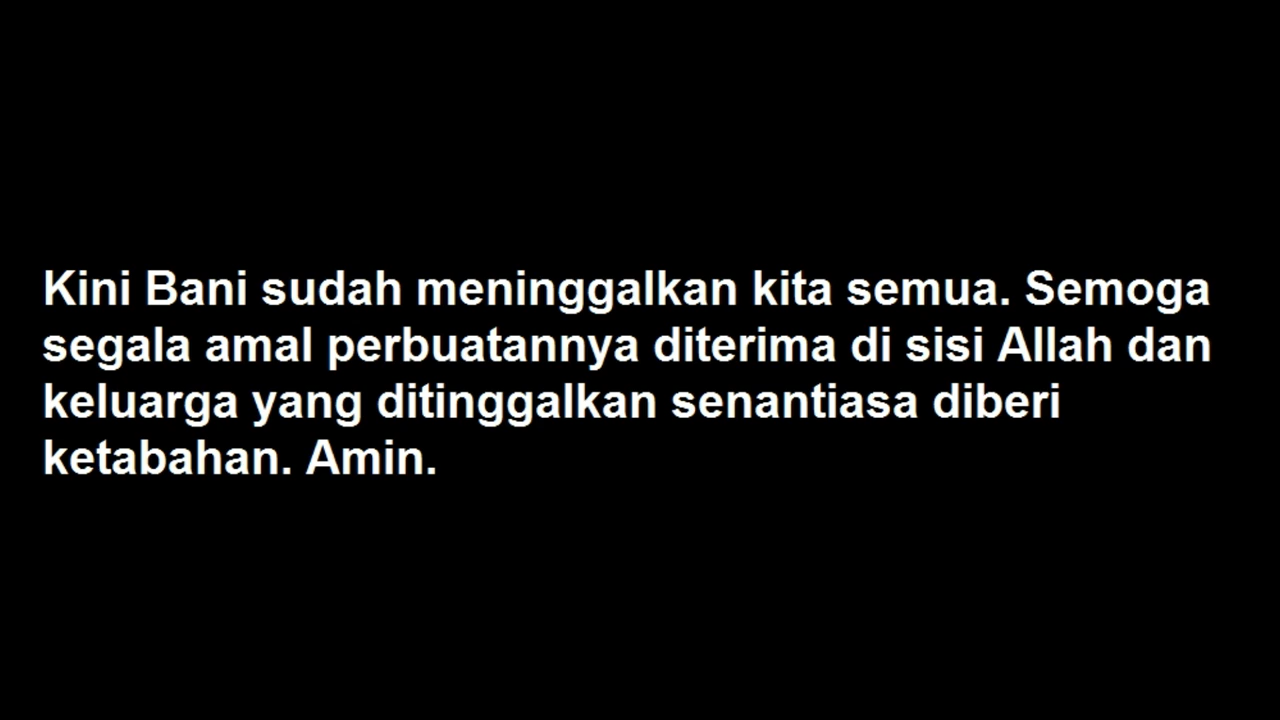 Kini Bani sudah meninggalkan kita semua. Semoga
segala amal perbuatannya diterima di sisi Allah dan
keluarga yang ditinggalkan senantiasa diberi
ketabahan. Amin.